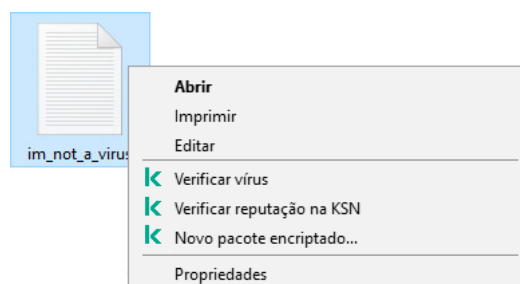 Abrir
Imprimir
im_not_a_virus
Editar
Verificar vírus
Verificar reputação na KSN
Novo pacote encriptado...
Propriedades